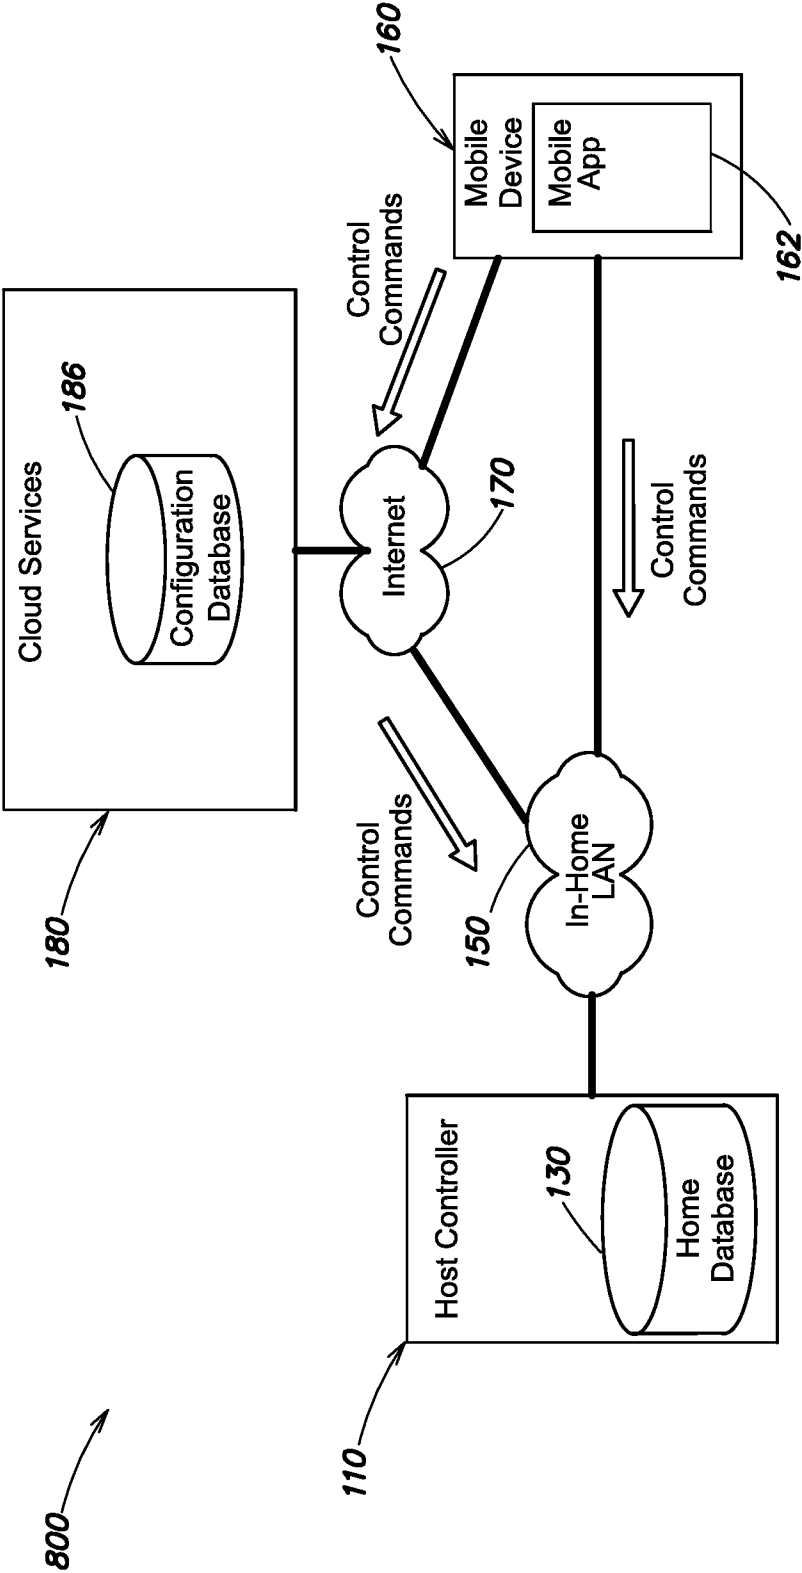 800
180
Cloud Services
186
Configuration
Database
160
Mobile
Device
Mobile
App
162
Control
Commands
Internet
170
Control
Commands
Control
Commands
150
In-Home
LAN
110
Host Controller
130
Home
Database